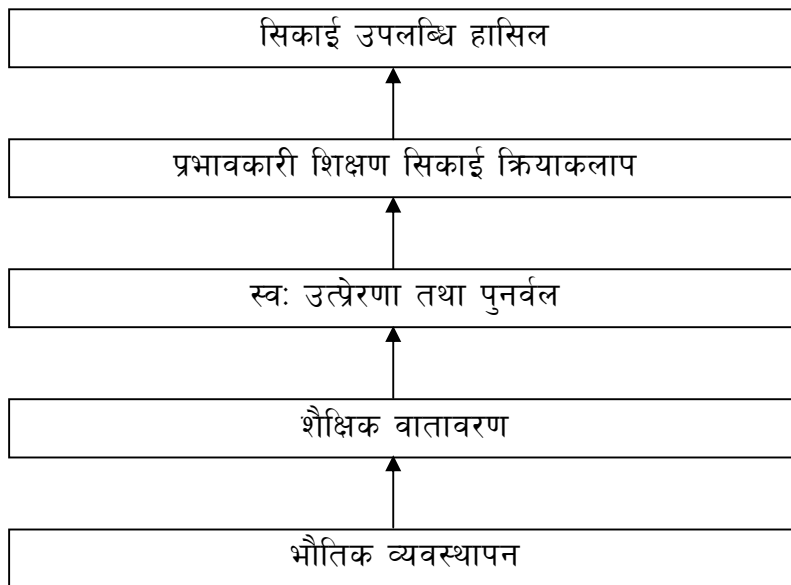 सिकाई उपलब्धि हासिल
प्रभावकारी शिक्षण सिकाई क्रियाकलाप
स्वः उत्प्रेरणा तथा पुनर्वल
शैक्षिक वातावरण
भौतिक व्यवस्थापन